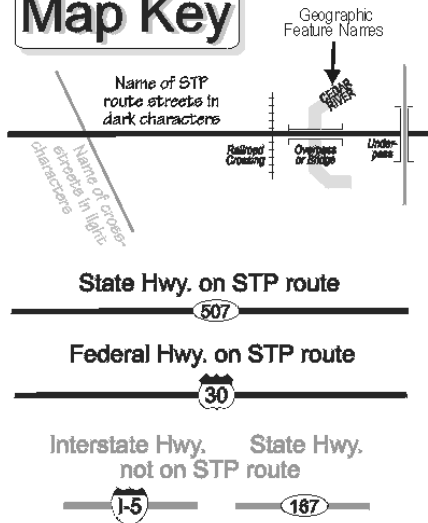 Map Key
Geographic
Feature Names
Name of STP
route streets in
dark characters
CEDAR
RIVER
Railroad
Crossing
Overpass
or Bridge
Under-
pass
Name of cross-
streets in light
characters
State Hwy. on STP route
507
Federal Hwy. on STP route
30
Interstate Hwy.
State Hwy.
not on STP route
I-5
167